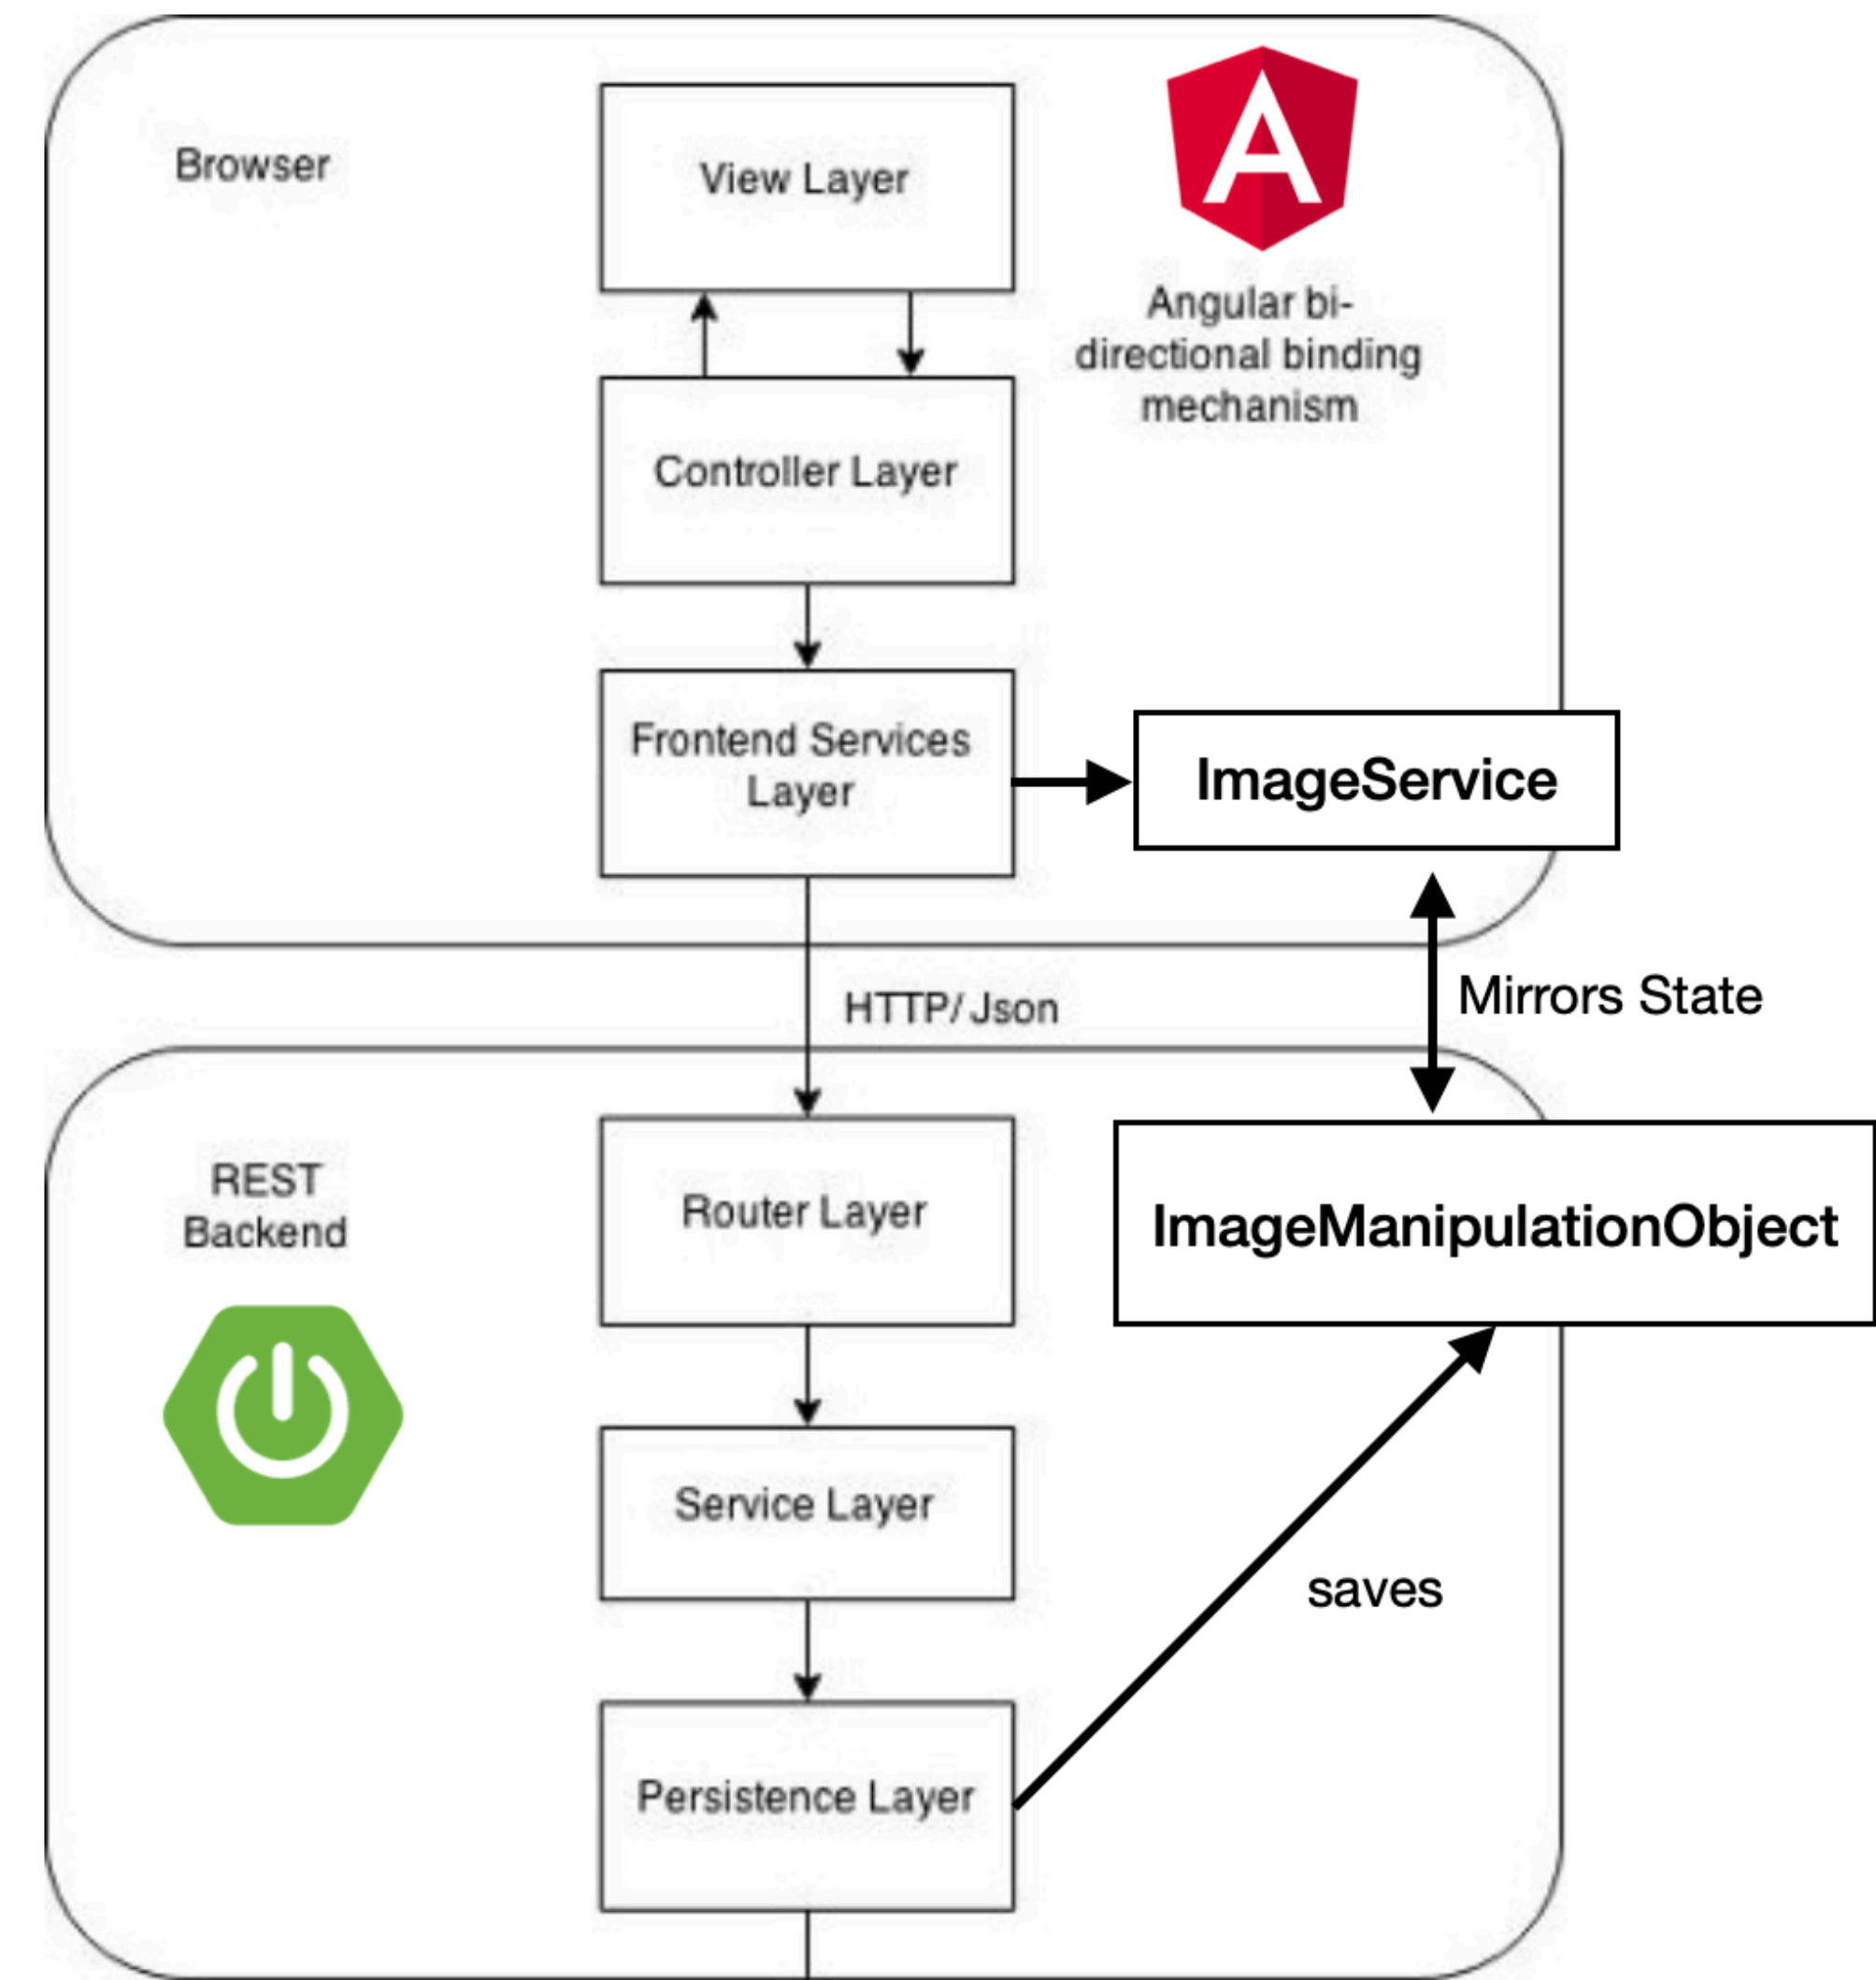 Browser
View Layer
A
Angular bi-
directional binding
mechanism
Controller Layer
Frontend Services
Layer
ImageService
HTTP/ Json
Mirrors State
REST
Backend
Router Layer
ImageManipulationObject
Service Layer
saves
Persistence Layer